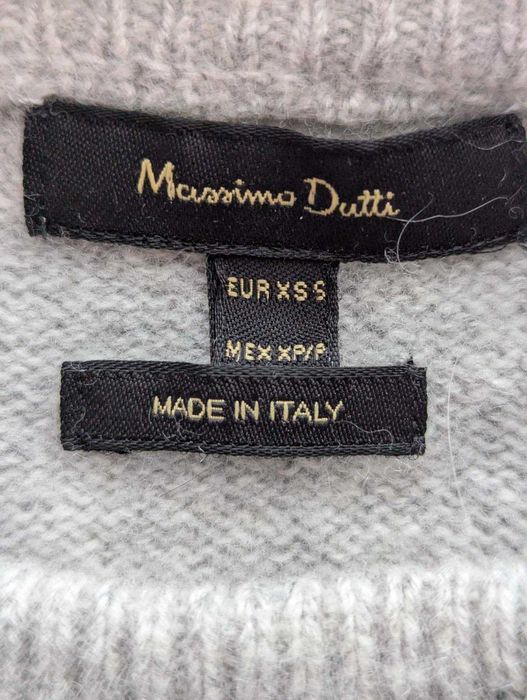 Massimo Dutti
EUR XS S
MEX XP/P
MADE IN ITALY